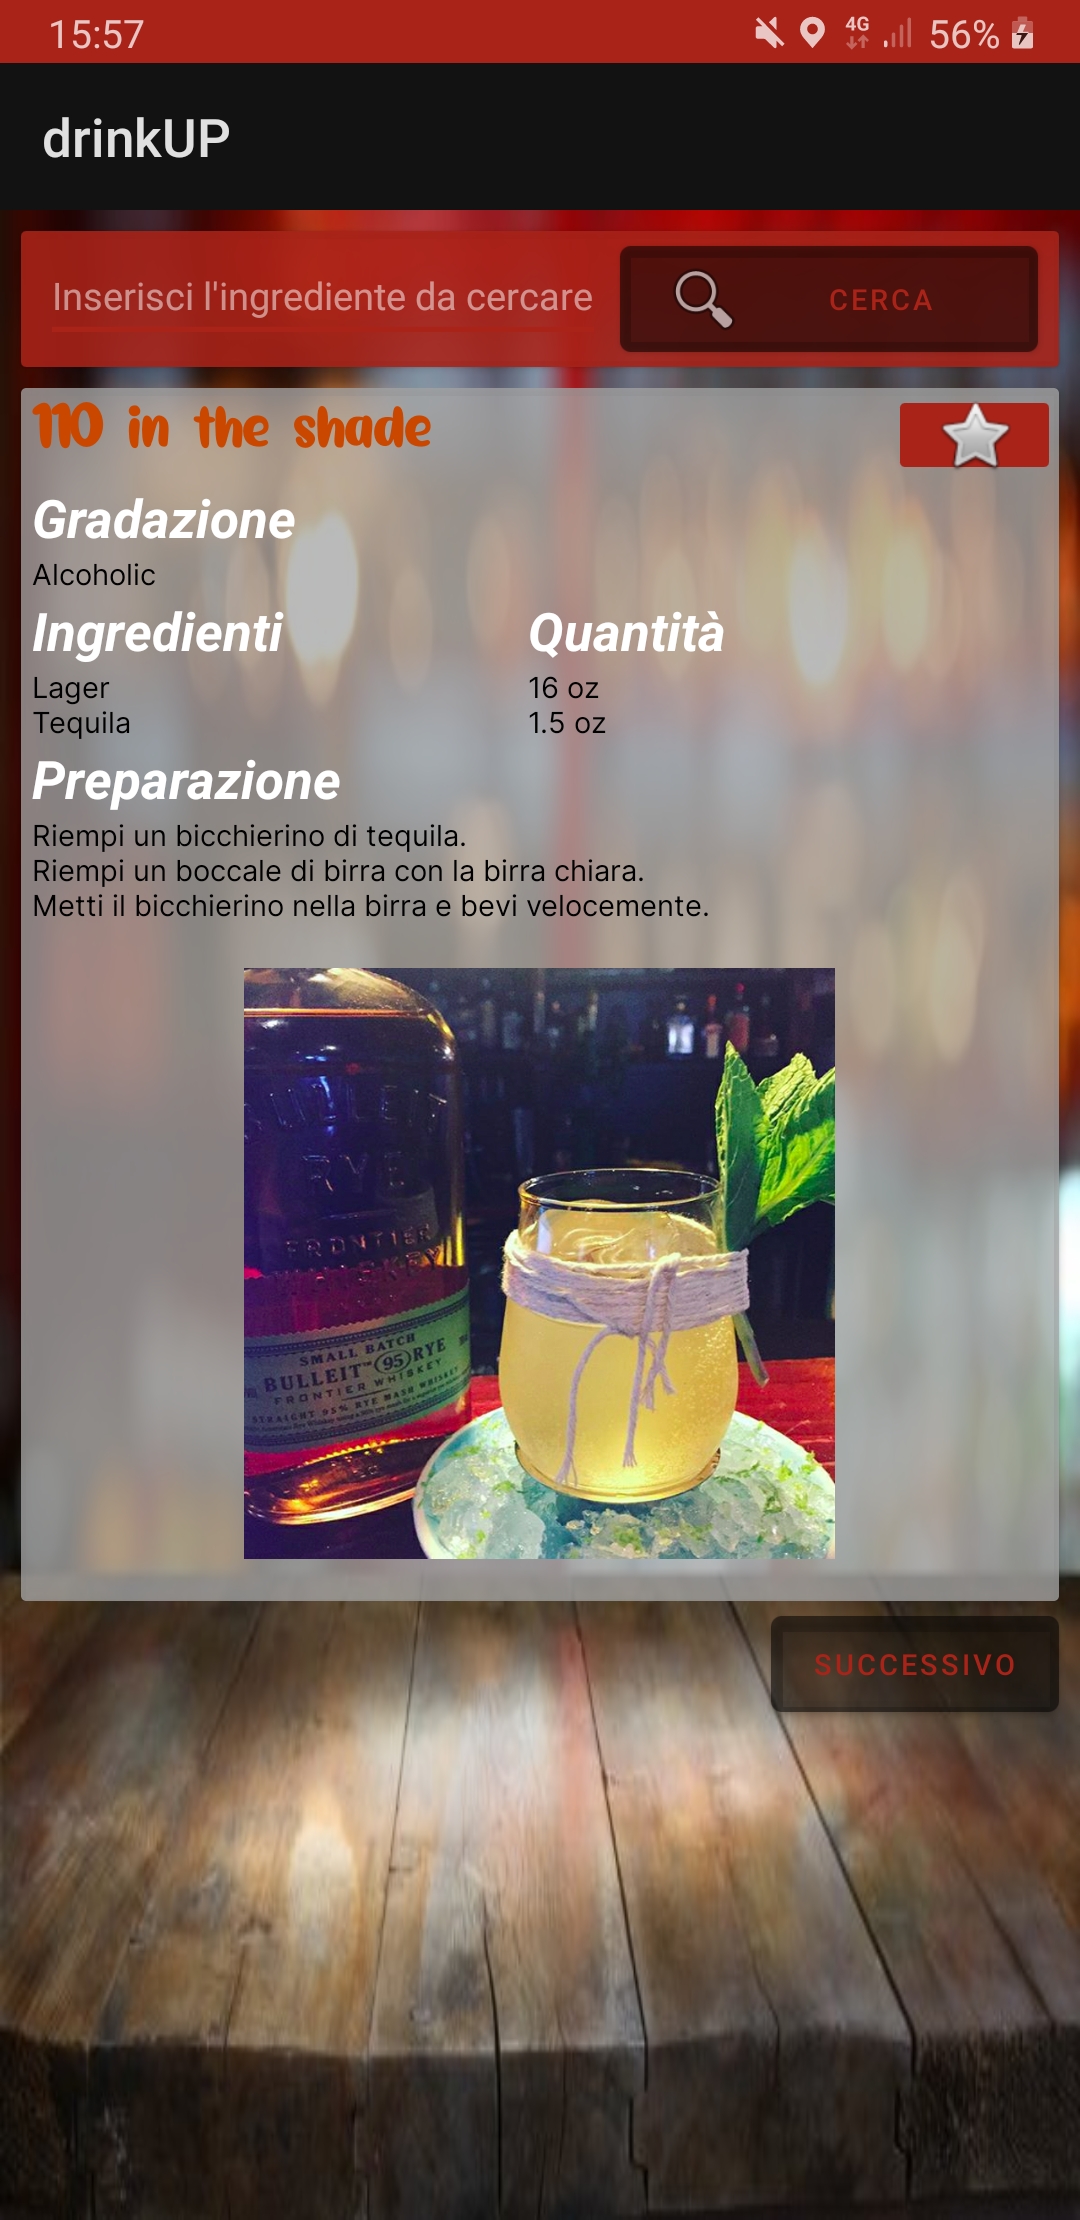 15:57
4G
56%
drinkUP
Inserisci l'ingrediente da cercare
CERCA
110 in the shade
Gradazione
Alcoholic
Ingredienti Quantità
Lager 16 oz
Tequila 1.5 oz
Preparazione
Riempi un bicchierino di tequila.
Riempi un boccale di birra con la birra chiara.
Metti il bicchierino nella birra e bevi velocemente.
BULLEIT
RYE
FRONTIER
WHISKEY
SMALL BATCH
BULLEIT 95 RYE
FRONTIER WHISKEY
STRAIGHT 95% RYE MASH WHISKEY
SUCCESSIVO